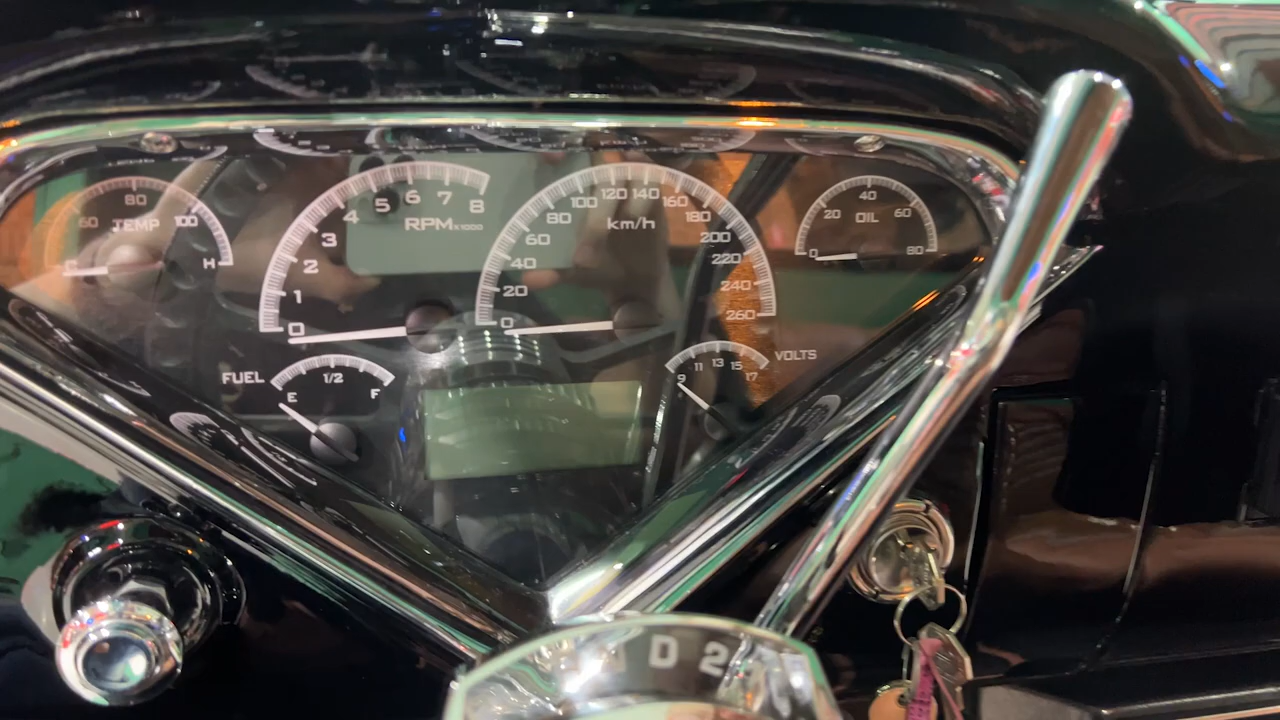 60 80 100 H
TEMP
0 1 2 3 4 5 6 7 8
RPM X1000
0 20 40 60 80 100 120 140 160 180 200 220 240 260
km/h
0 20 40 60 80
OIL
FUEL
E 1/2 F
9 11 13 15 17
VOLTS
D 2